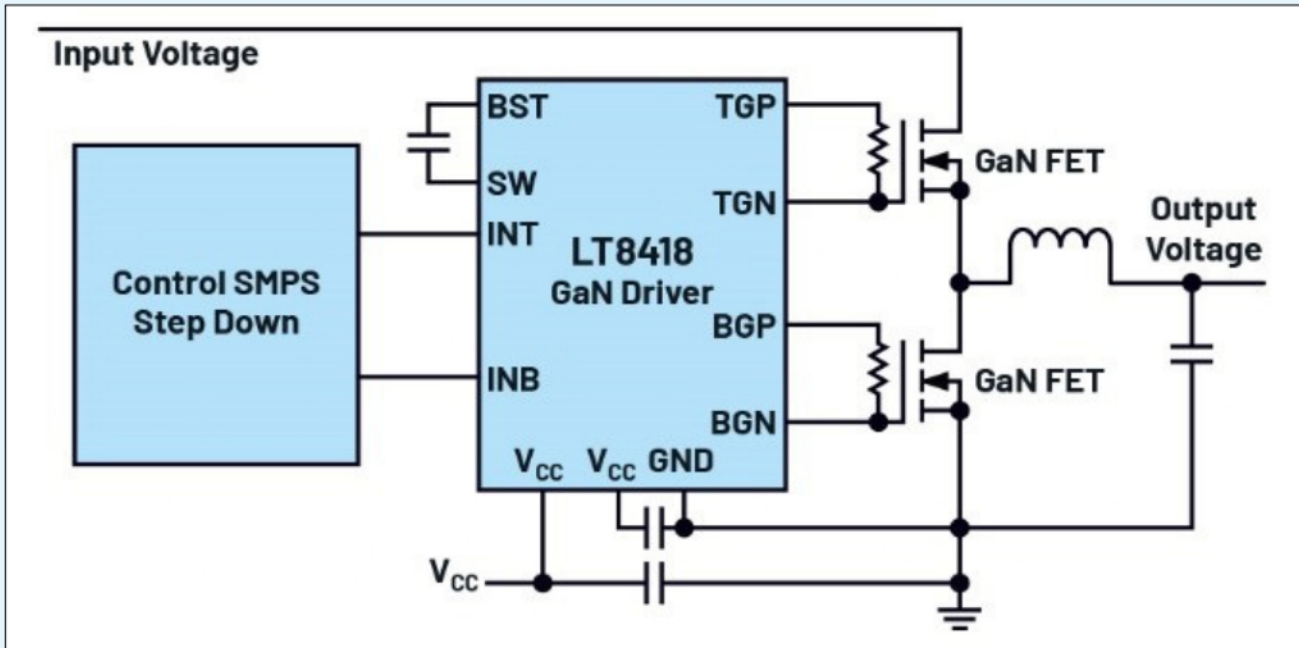 Input Voltage
BST
TGP
GaN FET
SW
TGN
INT
Output
Voltage
LT8418
GaN Driver
Control SMPS
Step Down
BGP
INB
GaN FET
BGN
VCC
VCC
GND
VCC